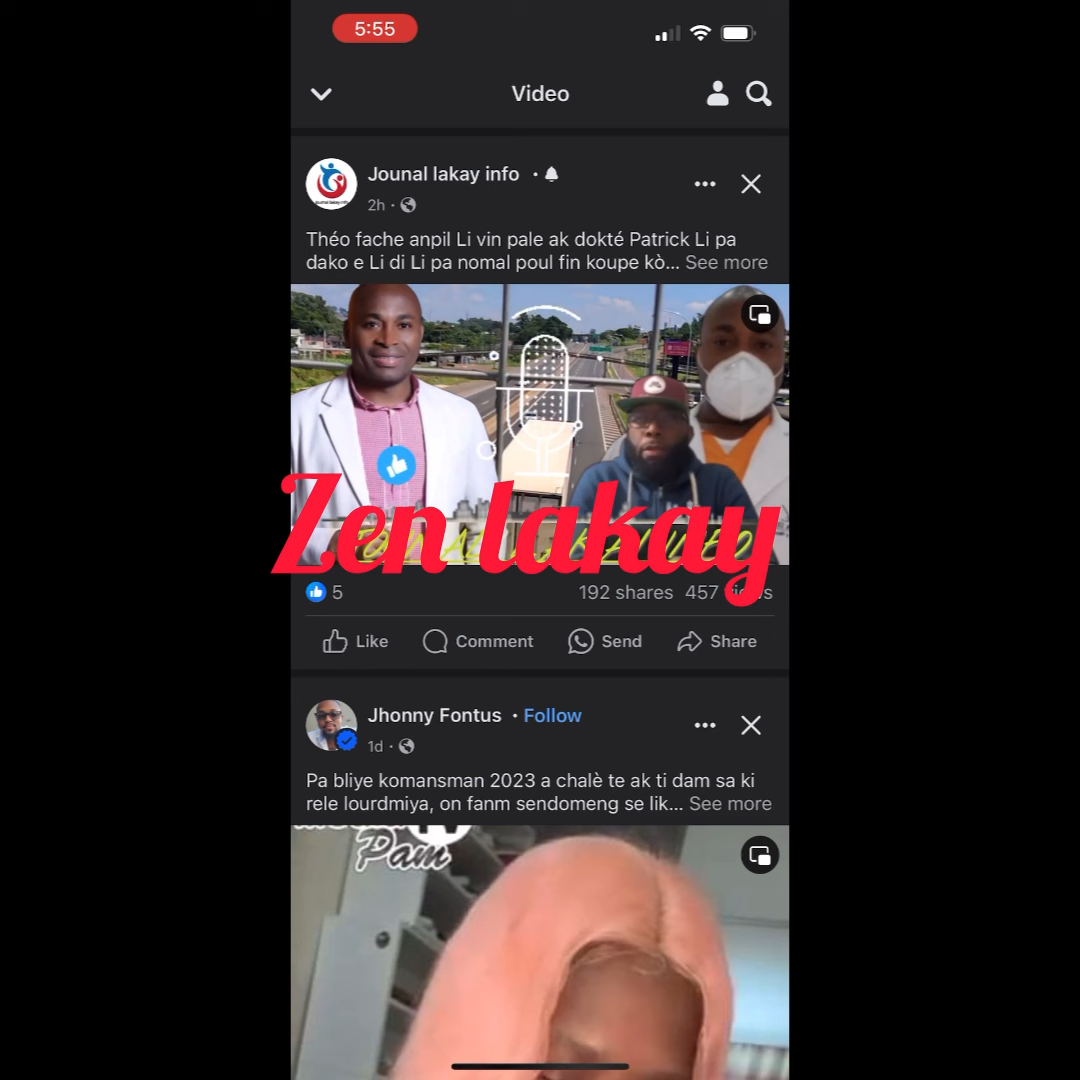 5:55
Video
Jounal lakay info
2h
Théo fache anpil Li vin pale ak dokté Patrick Li pa
dako e Li di Li pa nomal poul fin koupe kò... See more
Zen lakay
5
192 shares 457 views
Like Comment Send Share
Jhonny Fontus · Follow
1d
Pa bliye komansman 2023 a chalè te ak ti dam sa ki
rele lourdmiya, on fanm sendomeng se lik... See more
Pam